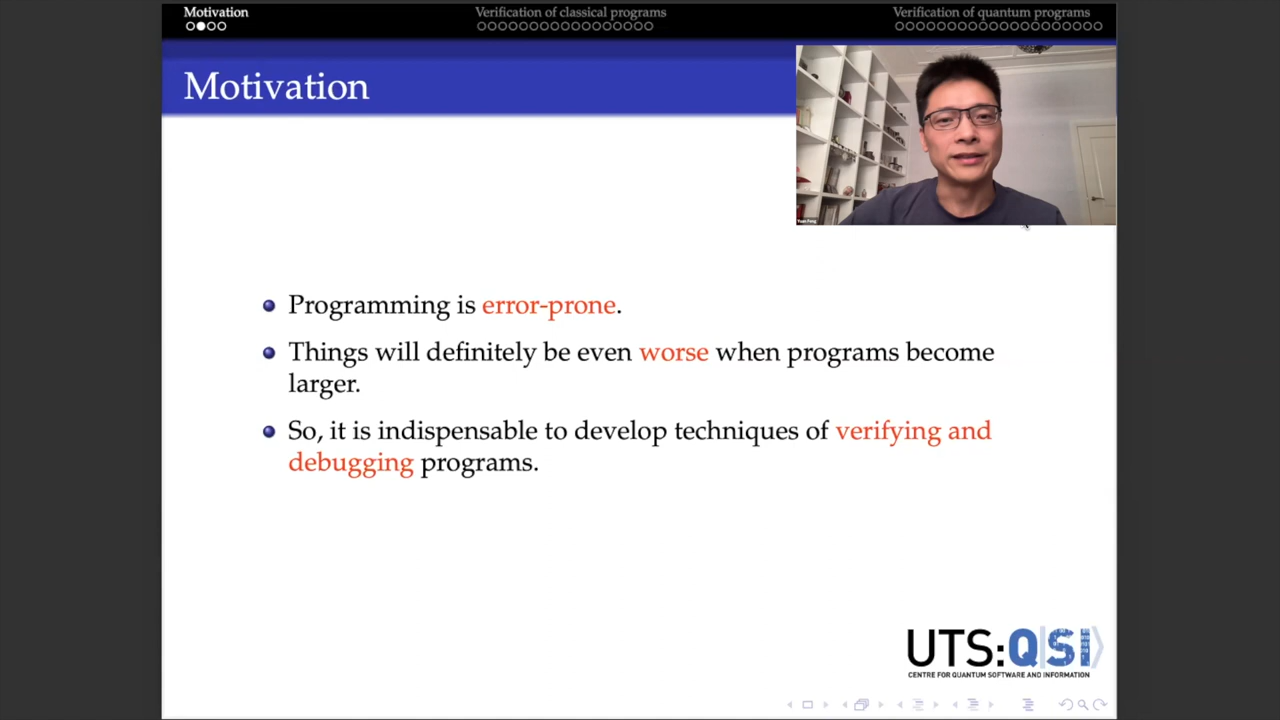 Motivation
Verification of classical programs
Verification of quantum programs
Motivation
Yuan Feng
Programming is error-prone.
Things will definitely be even worse when programs become
larger.
So, it is indispensable to develop techniques of verifying and
debugging programs.
UTS:QSI
CENTRE FOR QUANTUM SOFTWARE AND INFORMATION